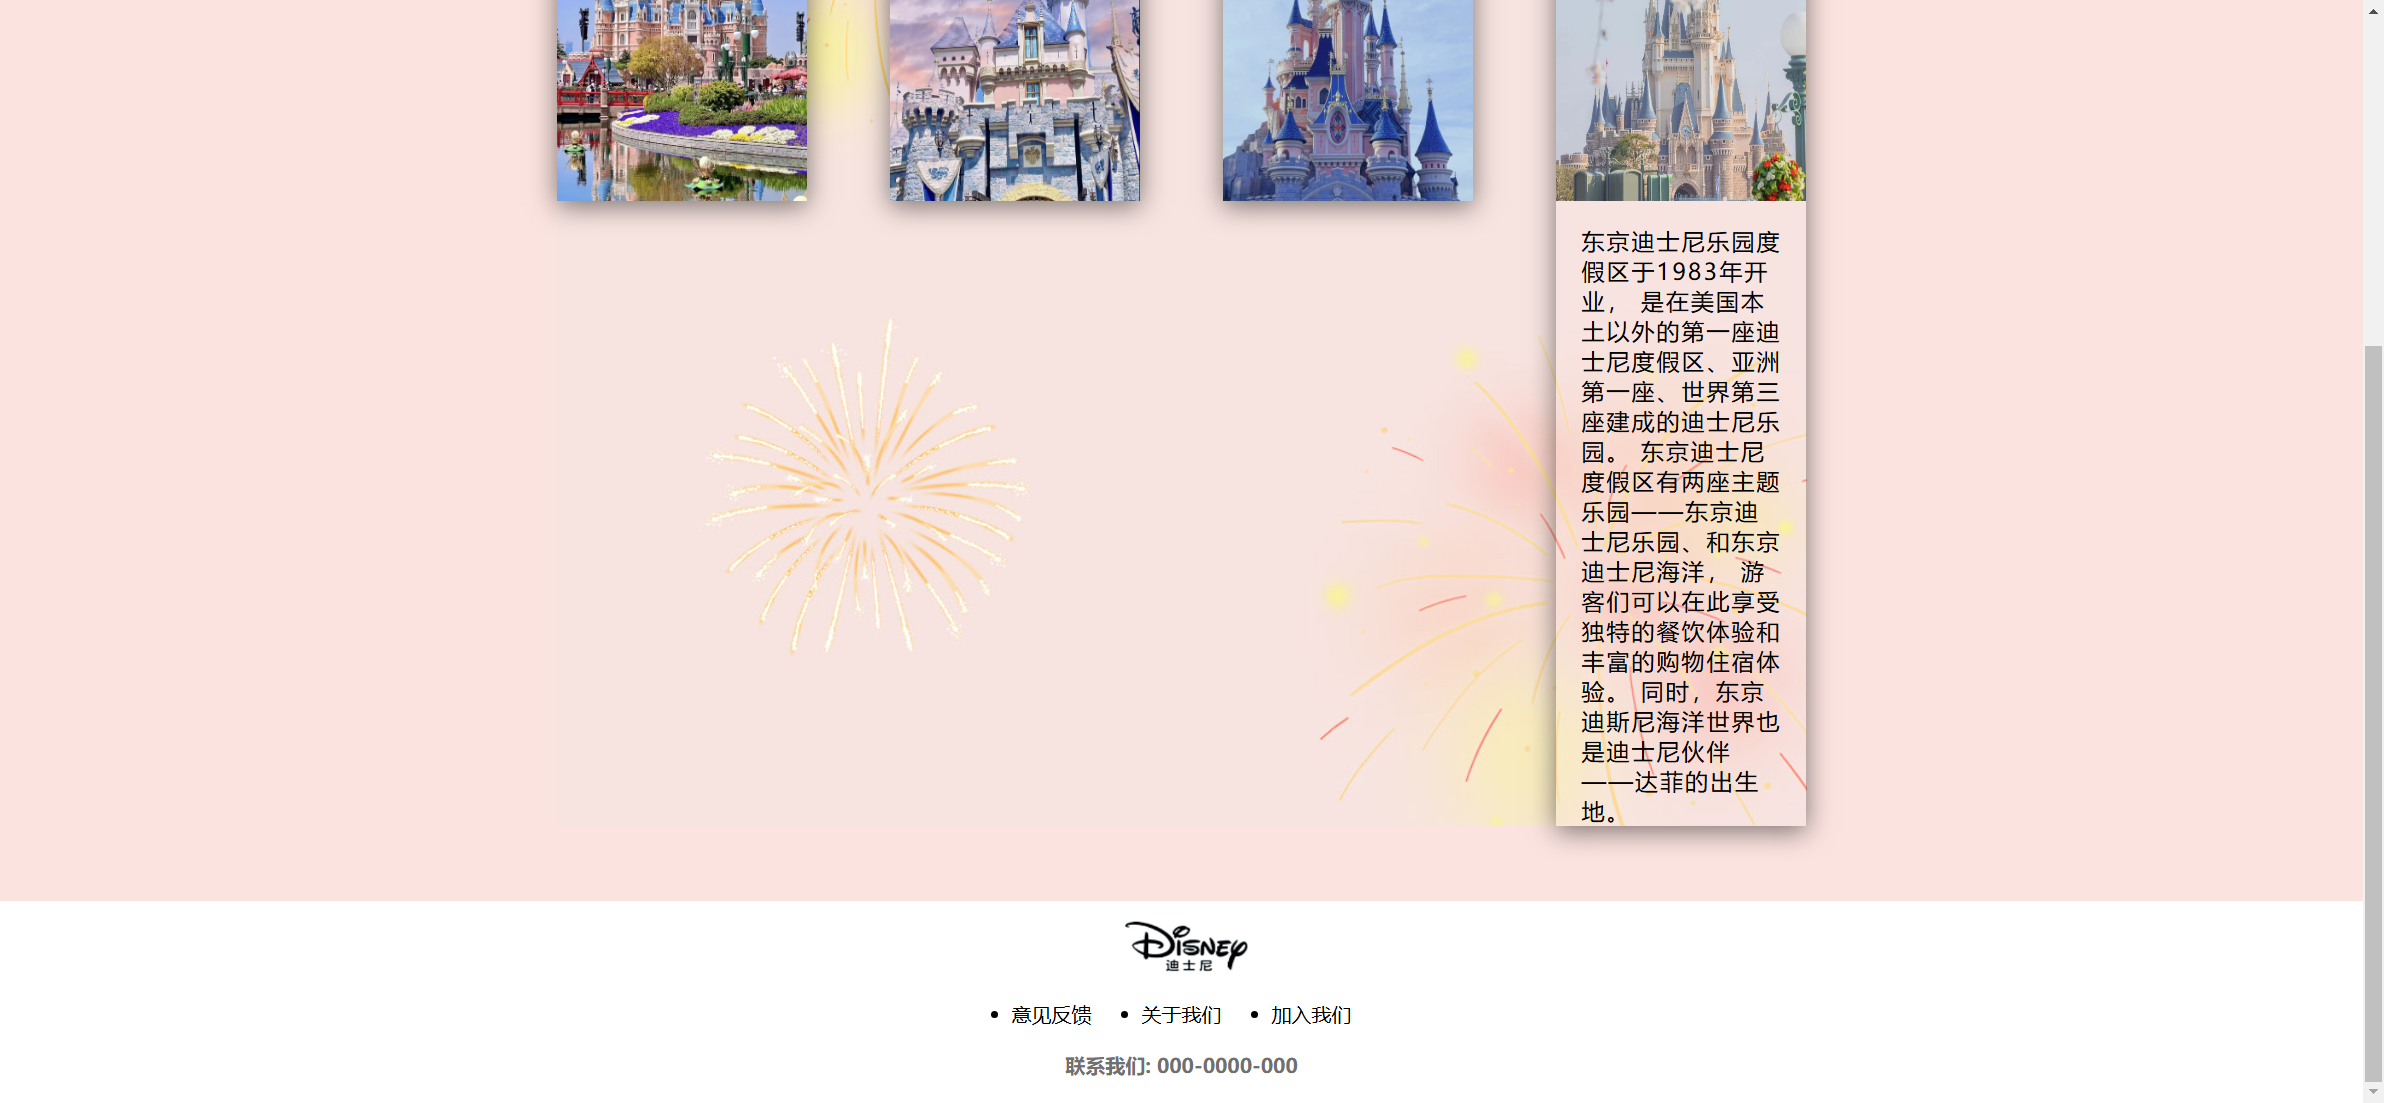 东京迪士尼乐园度
假区于1983年开
业， 是在美国本
土以外的第一座迪
士尼度假区、亚洲
第一座、世界第三
座建成的迪士尼乐
园。 东京迪士尼
度假区有两座主题
乐园——东京迪
士尼乐园、和东京
迪士尼海洋， 游
客们可以在此享受
独特的餐饮体验和
丰富的购物住宿体
验。 同时，东京
迪斯尼海洋世界也
是迪士尼伙伴
——达菲的出生
地。
Disney
迪士尼
• 意见反馈 • 关于我们 • 加入我们
联系我们: 000-0000-000